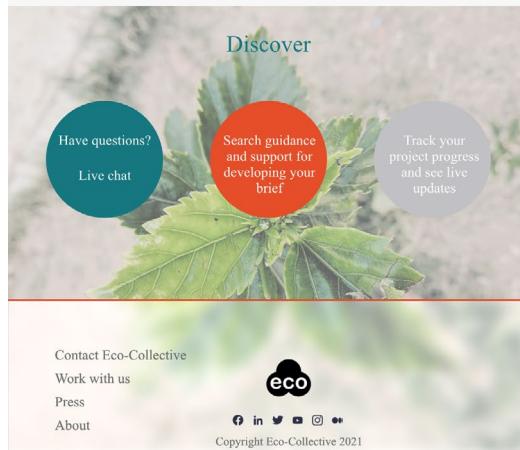 Discover
Have questions?
Live chat
Search guidance
and support for
developing your
brief
Track your
project progress
and see live
updates
Contact Eco-Collective
Work with us
Press
About
eco
Copyright Eco-Collective 2021